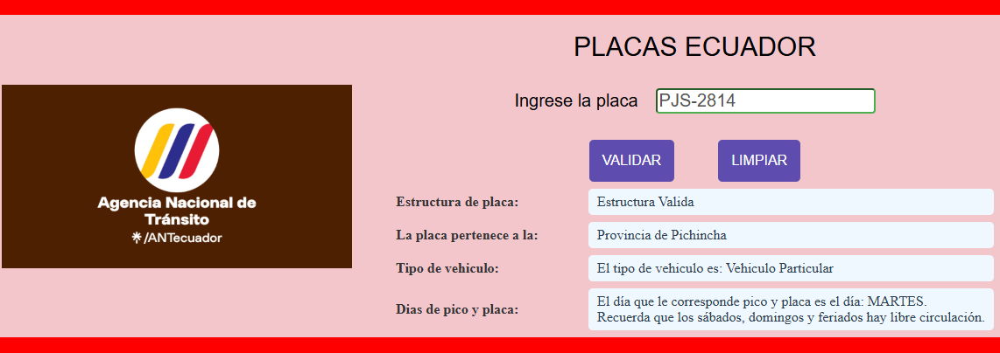 PLACAS ECUADOR
Ingrese la placa PJS-2814
VALIDAR LIMPIAR
Agencia Nacional de
Tránsito
/ANTecuador
Estructura de placa: Estructura Valida
La placa pertenece a la: Provincia de Pichincha
Tipo de vehiculo: El tipo de vehiculo es: Vehiculo Particular
Dias de pico y placa: El día que le corresponde pico y placa es el día: MARTES.
Recuerda que los sábados, domingos y feriados hay libre circulación.